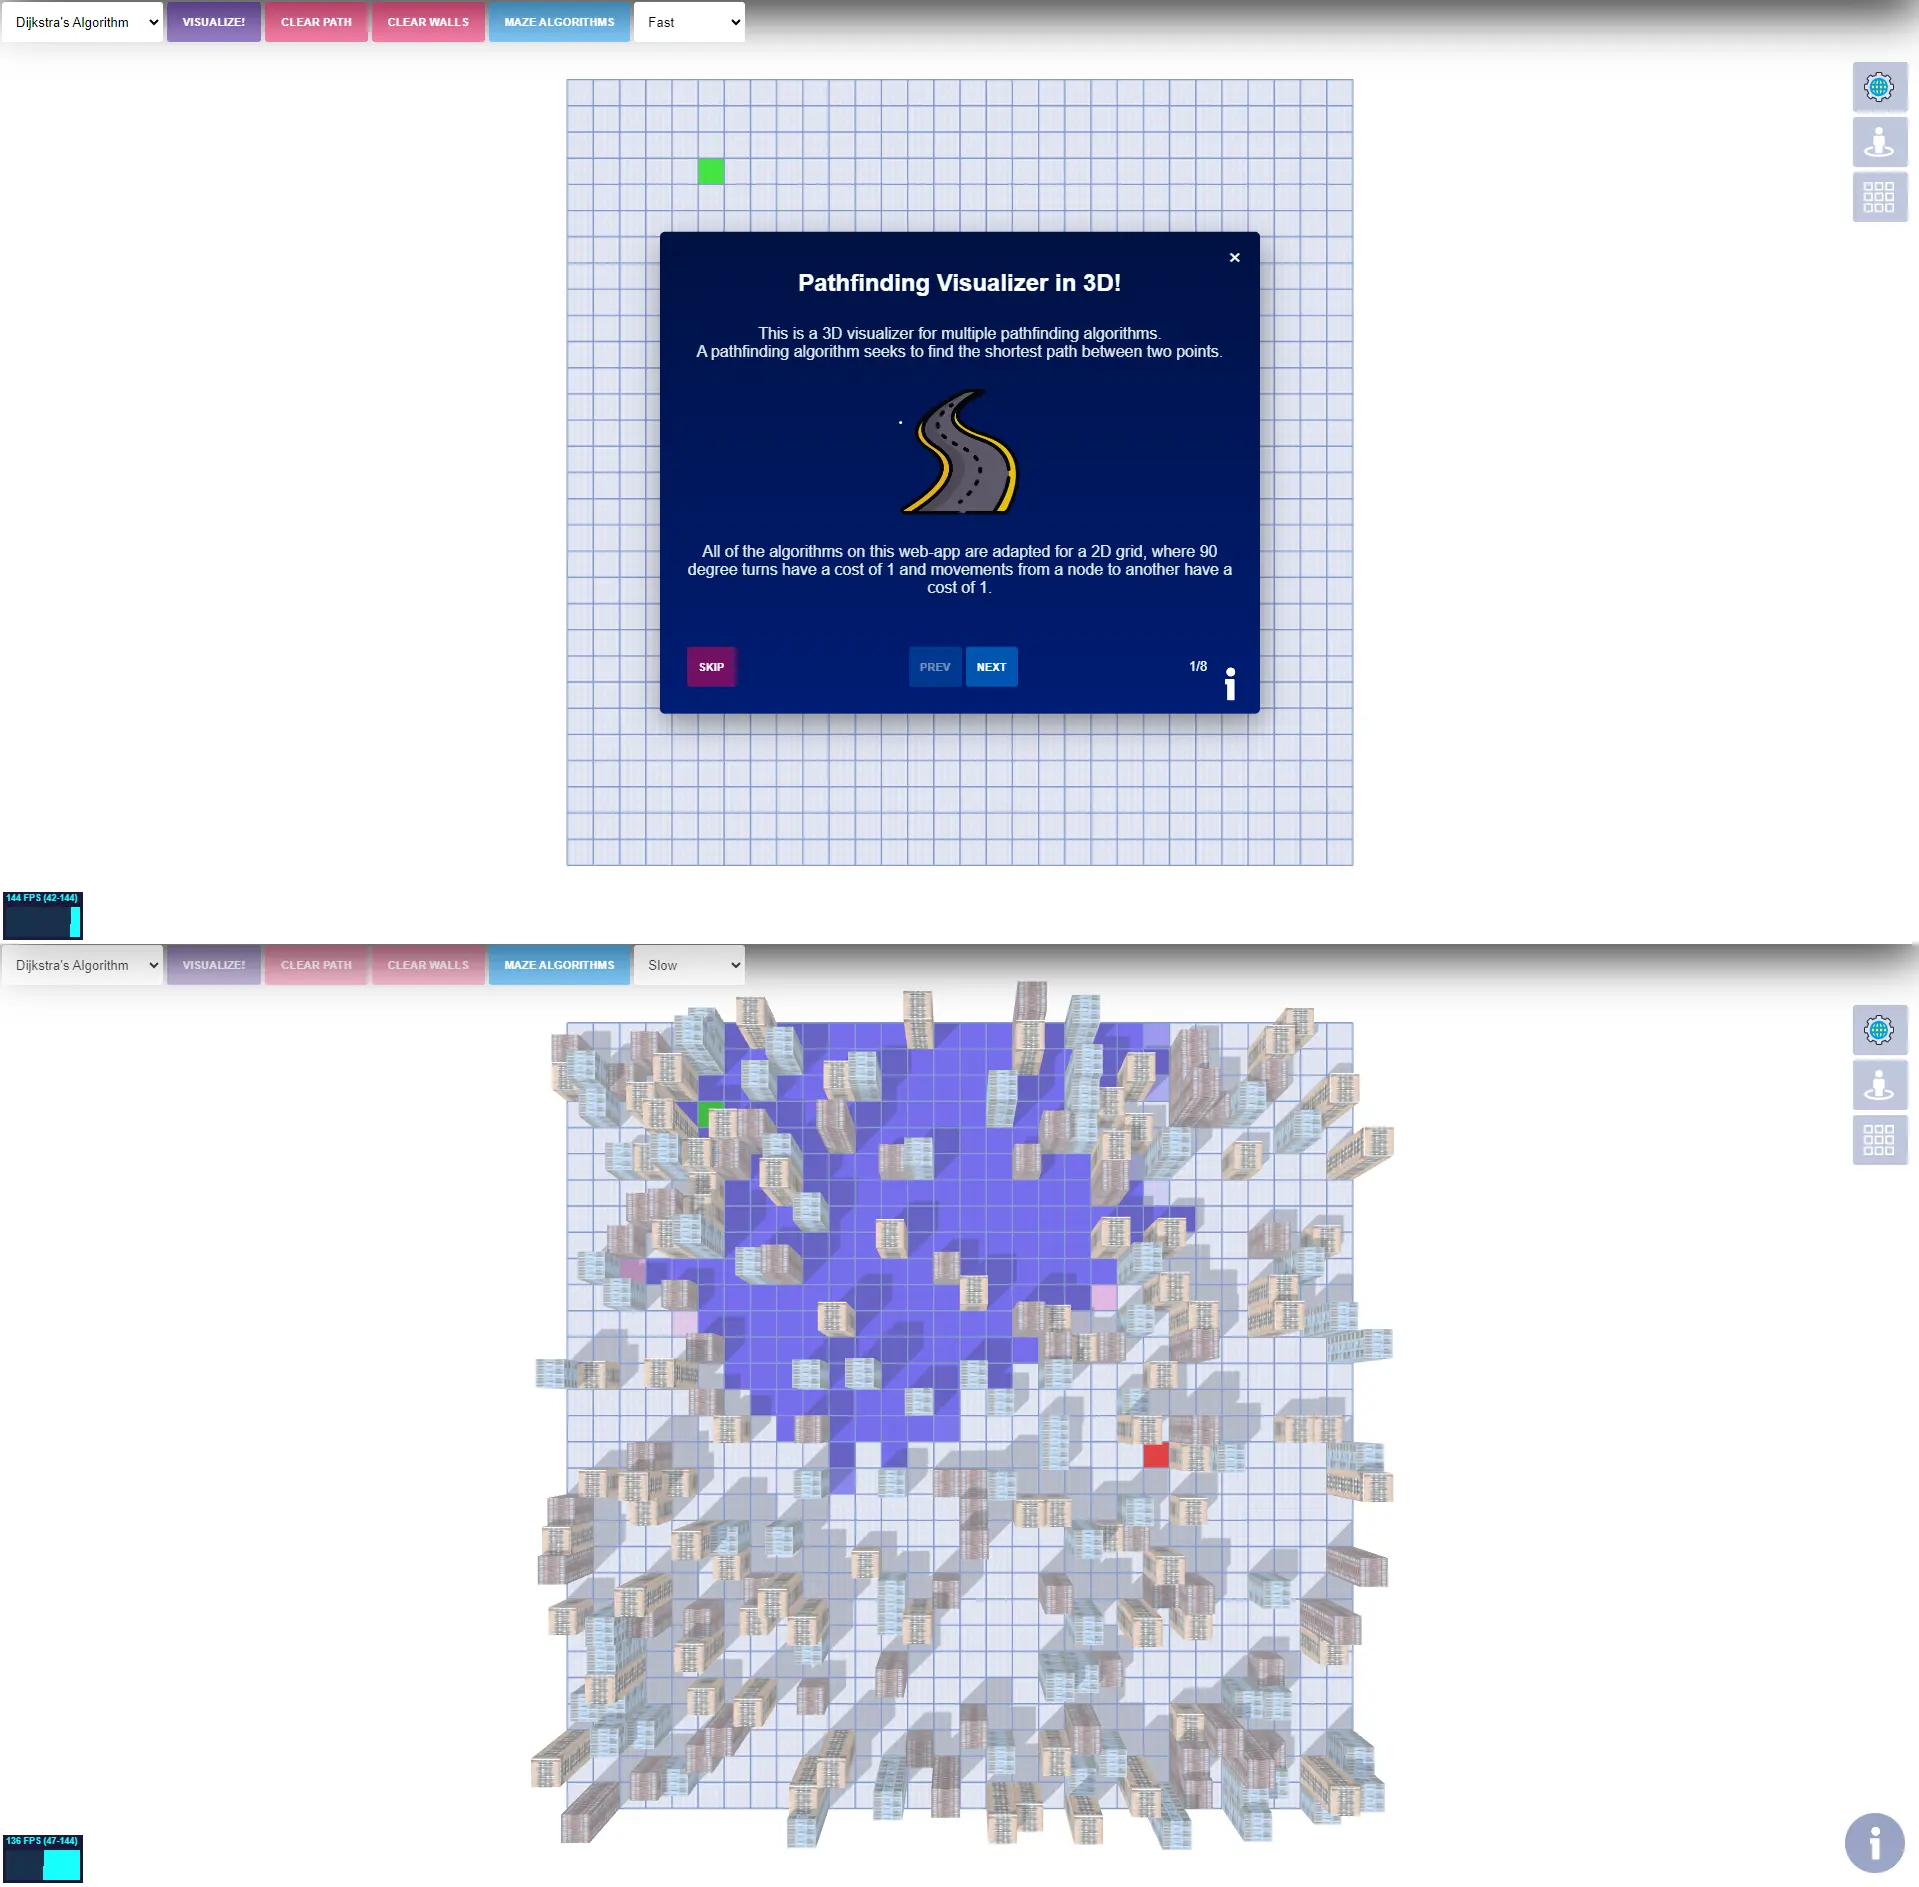 Dijkstra's Algorithm VISUALIZE! CLEAR PATH CLEAR WALLS MAZE ALGORITHMS Fast
×
Pathfinding Visualizer in 3D!
This is a 3D visualizer for multiple pathfinding algorithms.
A pathfinding algorithm seeks to find the shortest path between two points.
All of the algorithms on this web-app are adapted for a 2D grid, where 90
degree turns have a cost of 1 and movements from a node to another have a
cost of 1.
SKIP PREV NEXT 1/8
144 FPS (42-144)
Dijkstra's Algorithm VISUALIZE! CLEAR PATH CLEAR WALLS MAZE ALGORITHMS Slow
136 FPS (47-144)